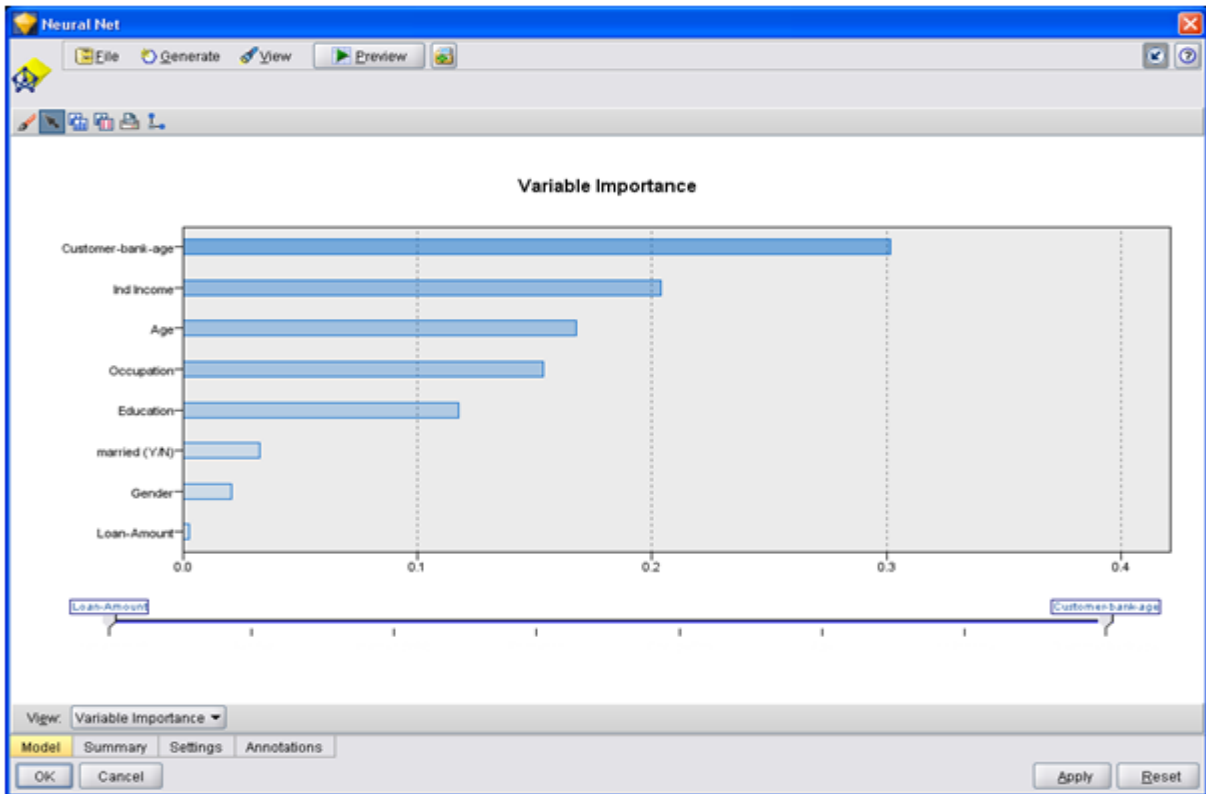 Neural Net
File Generate View Preview
Variable Importance
Customer-bank-age
Ind Income
Age
Occupation
Education
married (Y/N)
Gender
Loan-Amount
0.0 0.1 0.2 0.3 0.4
Loan-Amount Customer-bank-age
View: Variable Importance
Model Summary Settings Annotations
OK Cancel Apply Reset